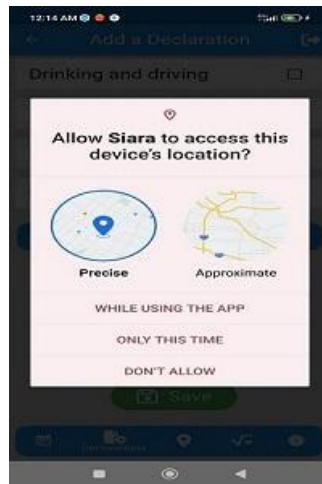 12:14 AM
Add a Declaration
Drinking and driving
Allow Siara to access this
device's location?
Precise
Approximate
WHILE USING THE APP
ONLY THIS TIME
DON'T ALLOW
Save